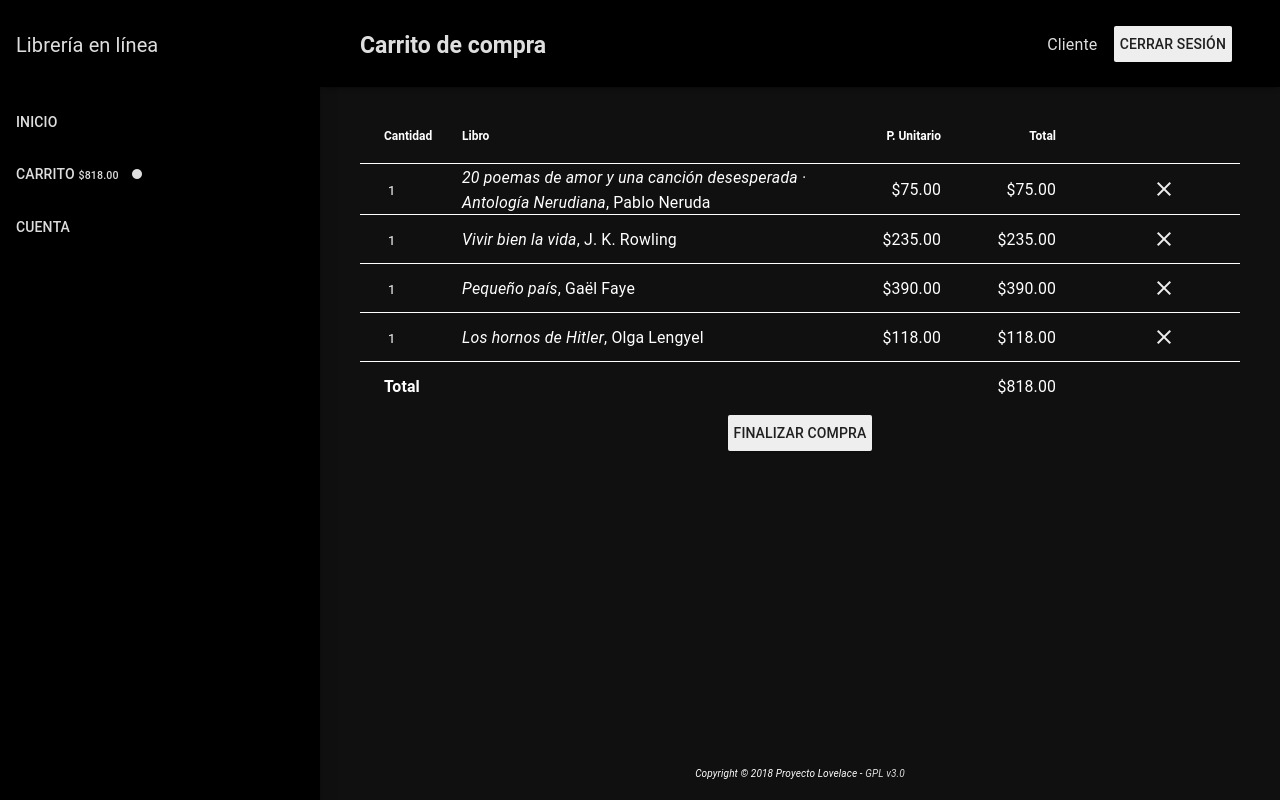 Librería en línea
Carrito de compra
Cliente
CERRAR SESIÓN
INICIO
CARRITO $818.00
CUENTA
Cantidad Libro P. Unitario Total
1 20 poemas de amor y una canción desesperada ·
Antología Nerudiana, Pablo Neruda $75.00 $75.00
1 Vivir bien la vida, J. K. Rowling $235.00 $235.00
1 Pequeño país, Gaël Faye $390.00 $390.00
1 Los hornos de Hitler, Olga Lengyel $118.00 $118.00
Total $818.00
FINALIZAR COMPRA
Copyright © 2018 Proyecto Lovelace - GPL v3.0